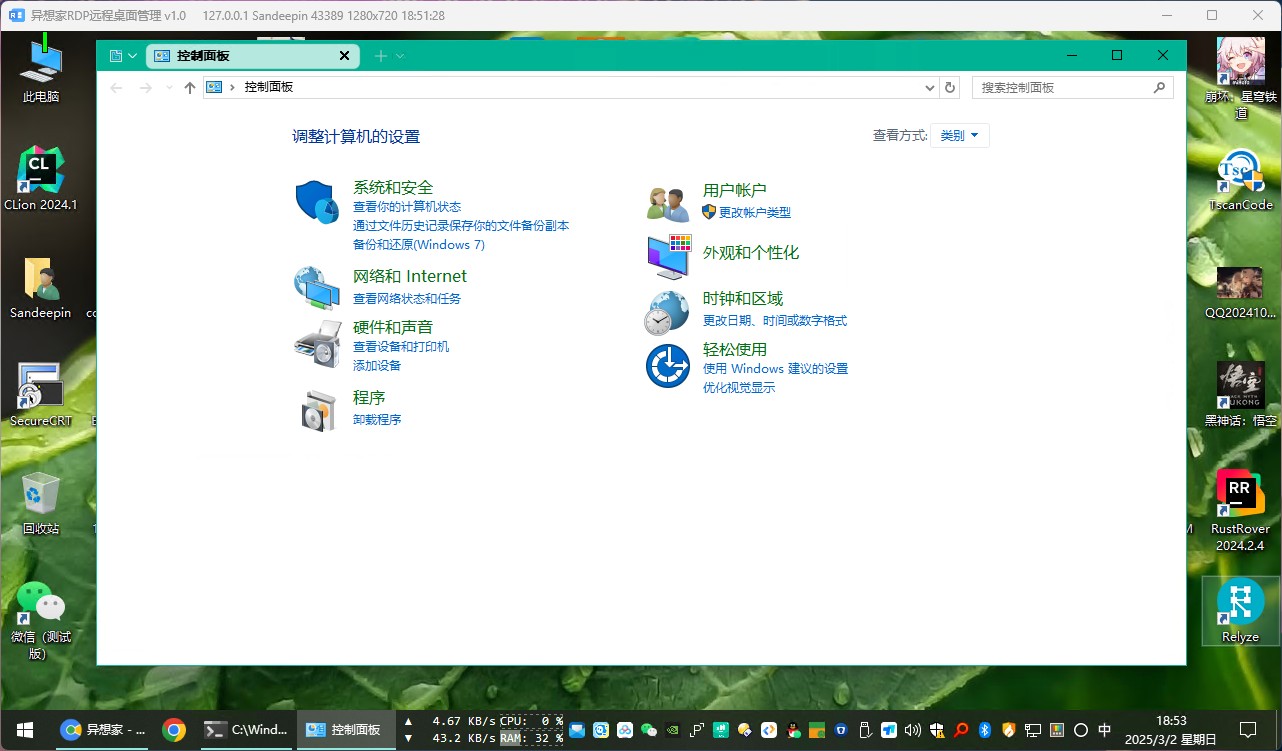 异想家RDP远程桌面管理 v1.0 127.0.0.1 Sandeepin 43389 1280x720 18:51:28
控制面板
控制面板
搜索控制面板
调整计算机的设置
查看方式: 类别
系统和安全
查看你的计算机状态
通过文件历史记录保存你的文件备份副本
备份和还原(Windows 7)
网络和 Internet
查看网络状态和任务
硬件和声音
查看设备和打印机
添加设备
程序
卸载程序
用户帐户
更改帐户类型
外观和个性化
时钟和区域
更改日期、时间或数字格式
轻松使用
使用 Windows 建议的设置
优化视觉显示
此电脑
CL
CLion 2024.1
Sandeepin
SecureCRT
回收站
微信（测试
版）
崩坏：星穹铁
道
Tsc
TscanCode
QQ202410...
悟空
黑神话：悟空
RR
RustRover
2024.2.4
Relyze
异想家 - ...
C:\Wind...
控制面板
4.67 KB/s CPU: 0 %
43.2 KB/s RAM: 32 %
中
18:53
2025/3/2 星期日